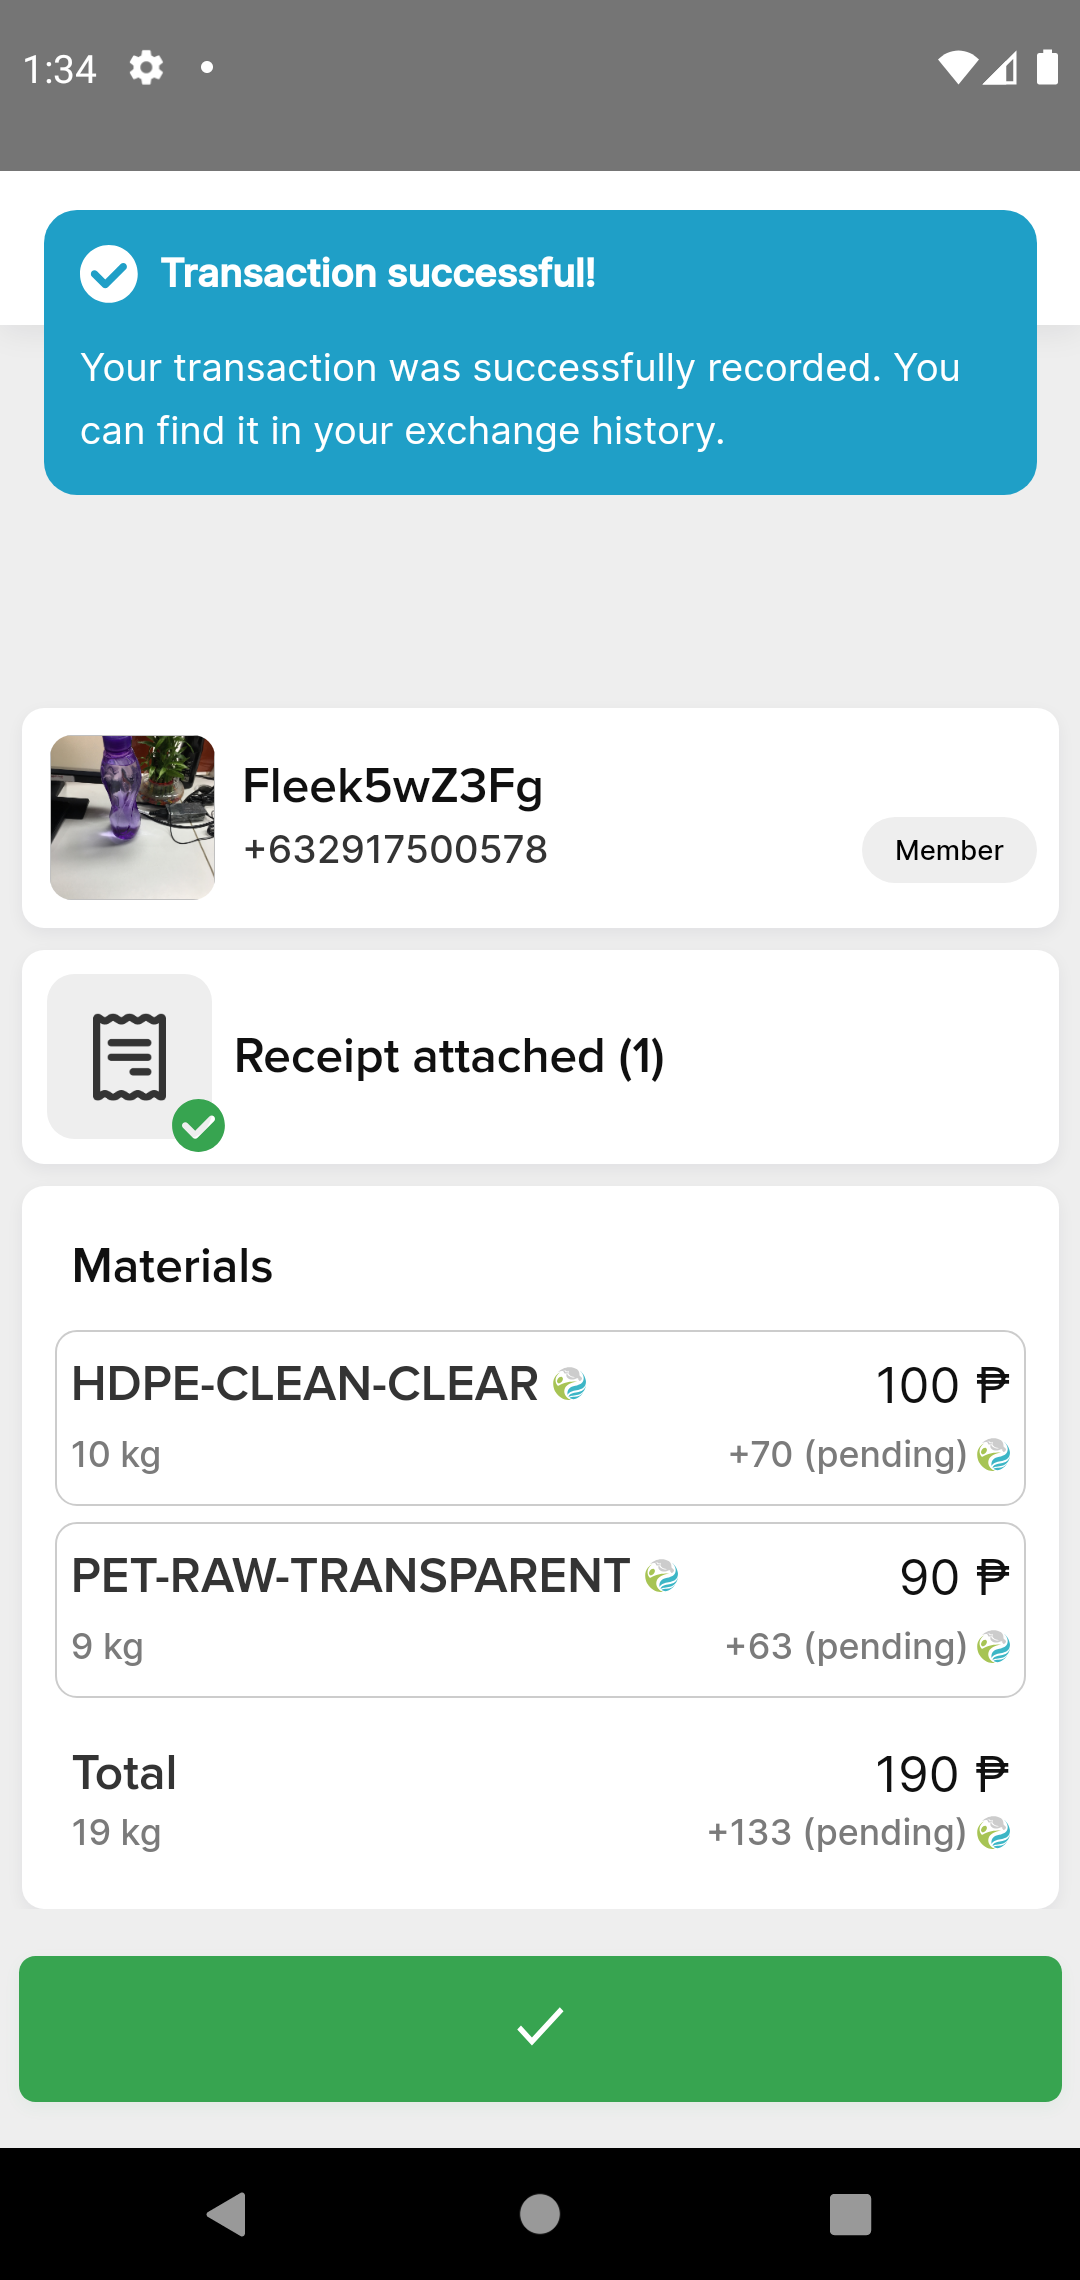 1:34
Transaction successful!
Your transaction was successfully recorded. You
can find it in your exchange history.
Fleek5wZ3Fg
+632917500578
Member
Receipt attached (1)
Materials
HDPE-CLEAN-CLEAR
100 ₱
10 kg
+70 (pending)
PET-RAW-TRANSPARENT
90 ₱
9 kg
+63 (pending)
Total
190 ₱
19 kg
+133 (pending)